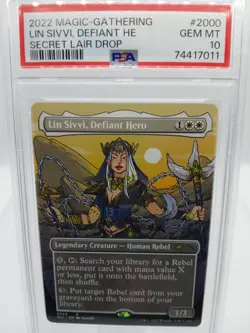 2022 MAGIC-GATHERING #2000
LIN SIVVI, DEFIANT HE GEM MT
SECRET LAIR DROP 10
PSA 74417011
Lin Sivvi, Defiant Hero 1
Legendary Creature — Human Rebel
X, : Search your library for a Rebel
permanent card with mana value X
or less, put it onto the battlefield,
then shuffle.
3: Put target Rebel card from your
graveyard on the bottom of your
library.
1/3